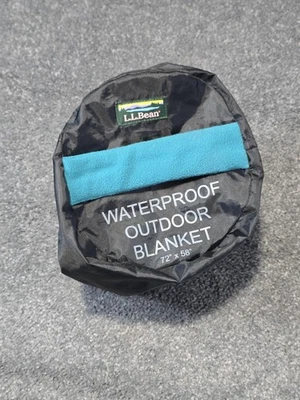 L.L.Bean®
WATERPROOF
OUTDOOR
BLANKET
72" x 58"